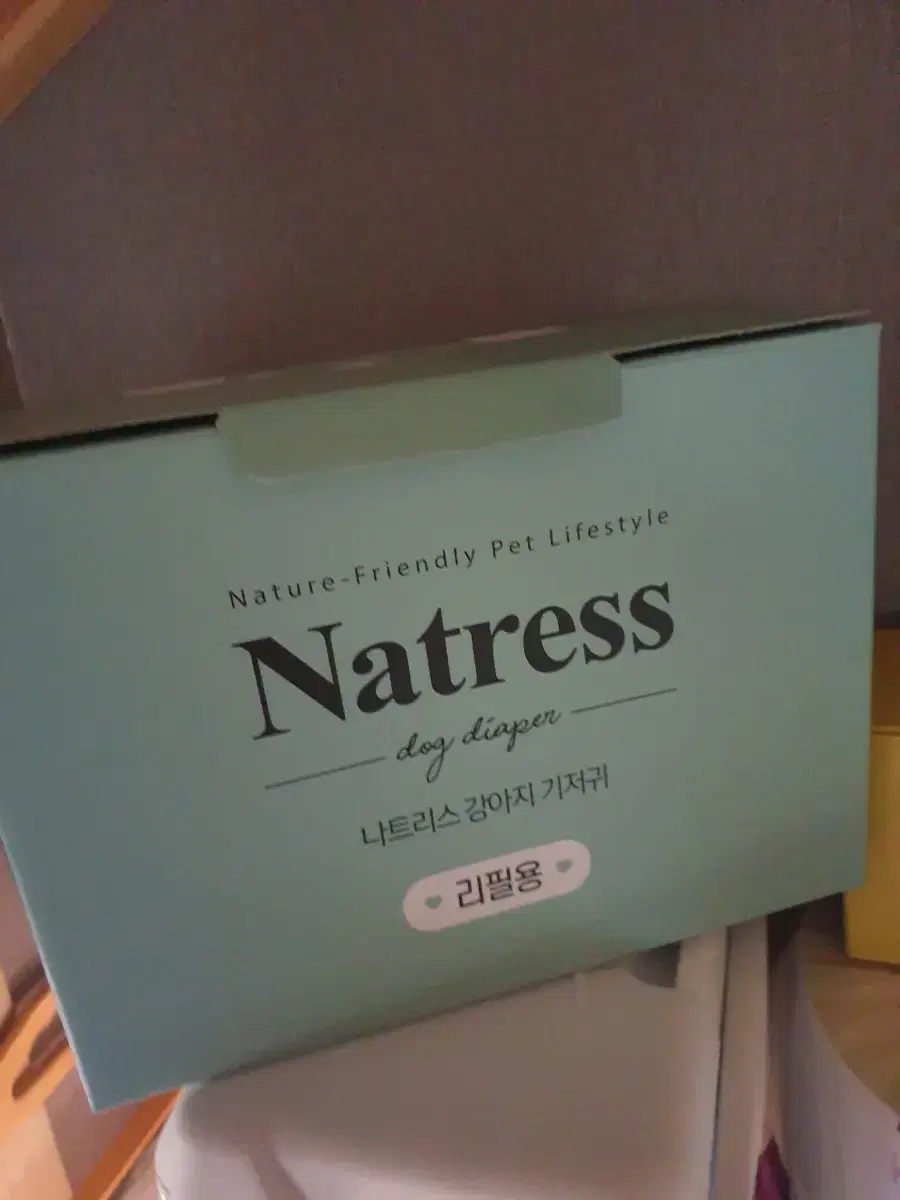 Nature-Friendly Pet Lifestyle
Natress
dog diaper
나트리스 강아지 기저귀
리필용